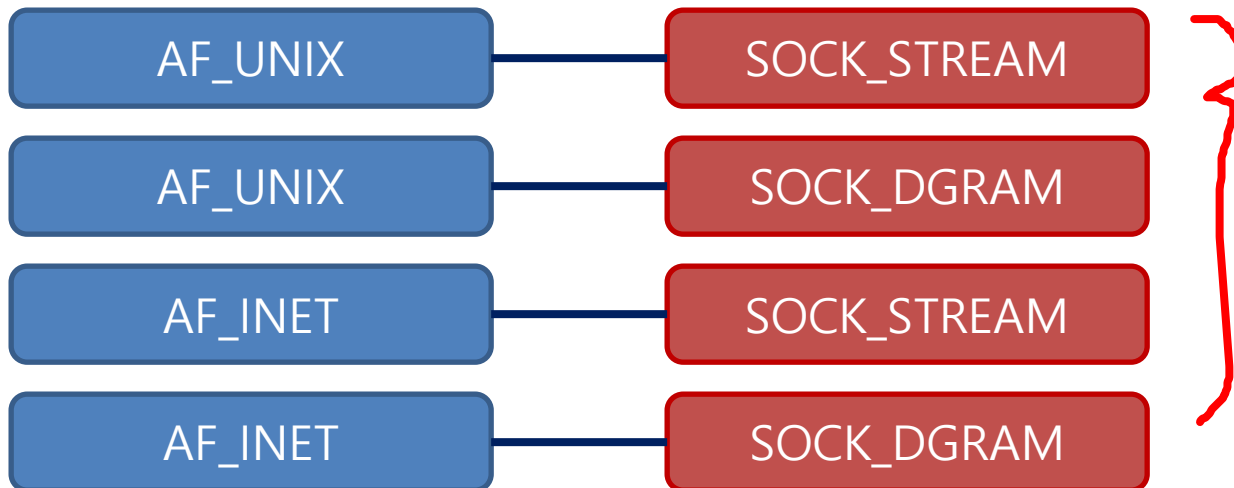 AF_UNIX SOCK_STREAM
AF_UNIX SOCK_DGRAM
AF_INET SOCK_STREAM
AF_INET SOCK_DGRAM